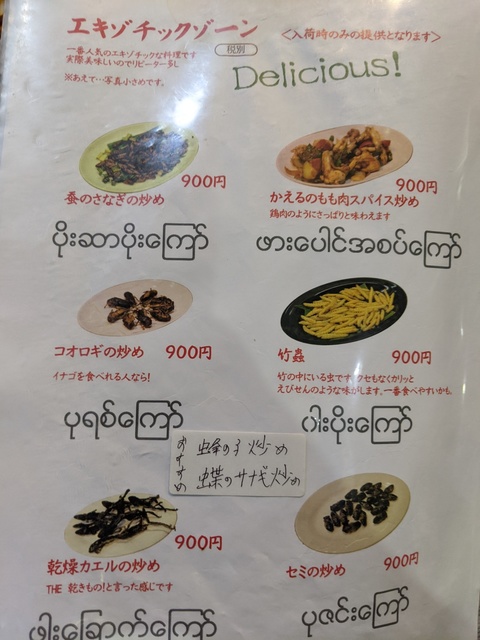 エキゾチックゾーン
<入荷時のみの提供となります>
税別
一番人気のエキゾチックな料理です
実際美味しいのでリピーター多し
※あえて…写真小さめです。
Delicious!
900円
蚕のさなぎの炒め
ပိုးဆာပိုးကြော်
900円
かえるのもも肉スパイス炒め
鶏肉のようにさっぱりと味わえます
ဖားပေါင်အစပ်ကြော်
コオロギの炒め 900円
イナゴを食べれる人なら!
ပုရစ်ကြော်
竹蟲 900円
竹の中にいる虫ですクセもなくカリッと
えびせんのような味がします。一番食べやすいかも。
ဝါးပိုးကြော်
おすすめ
蜂の子炒め
蝶のサナギ炒め
900円
乾燥カエルの炒め
THE 乾きもの!と言った感じです
ဖါးခြောက်ကြော်
セミの炒め 900円
ပုဇင်းကြော်